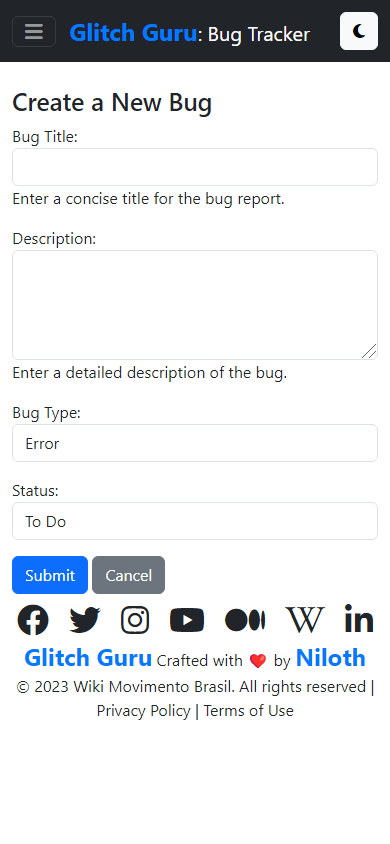 Glitch Guru: Bug Tracker
Create a New Bug
Bug Title:
Enter a concise title for the bug report.
Description:
Enter a detailed description of the bug.
Bug Type:
Error
Status:
To Do
Submit Cancel
Glitch Guru Crafted with ❤️ by Niloth
© 2023 Wiki Movimento Brasil. All rights reserved |
Privacy Policy | Terms of Use